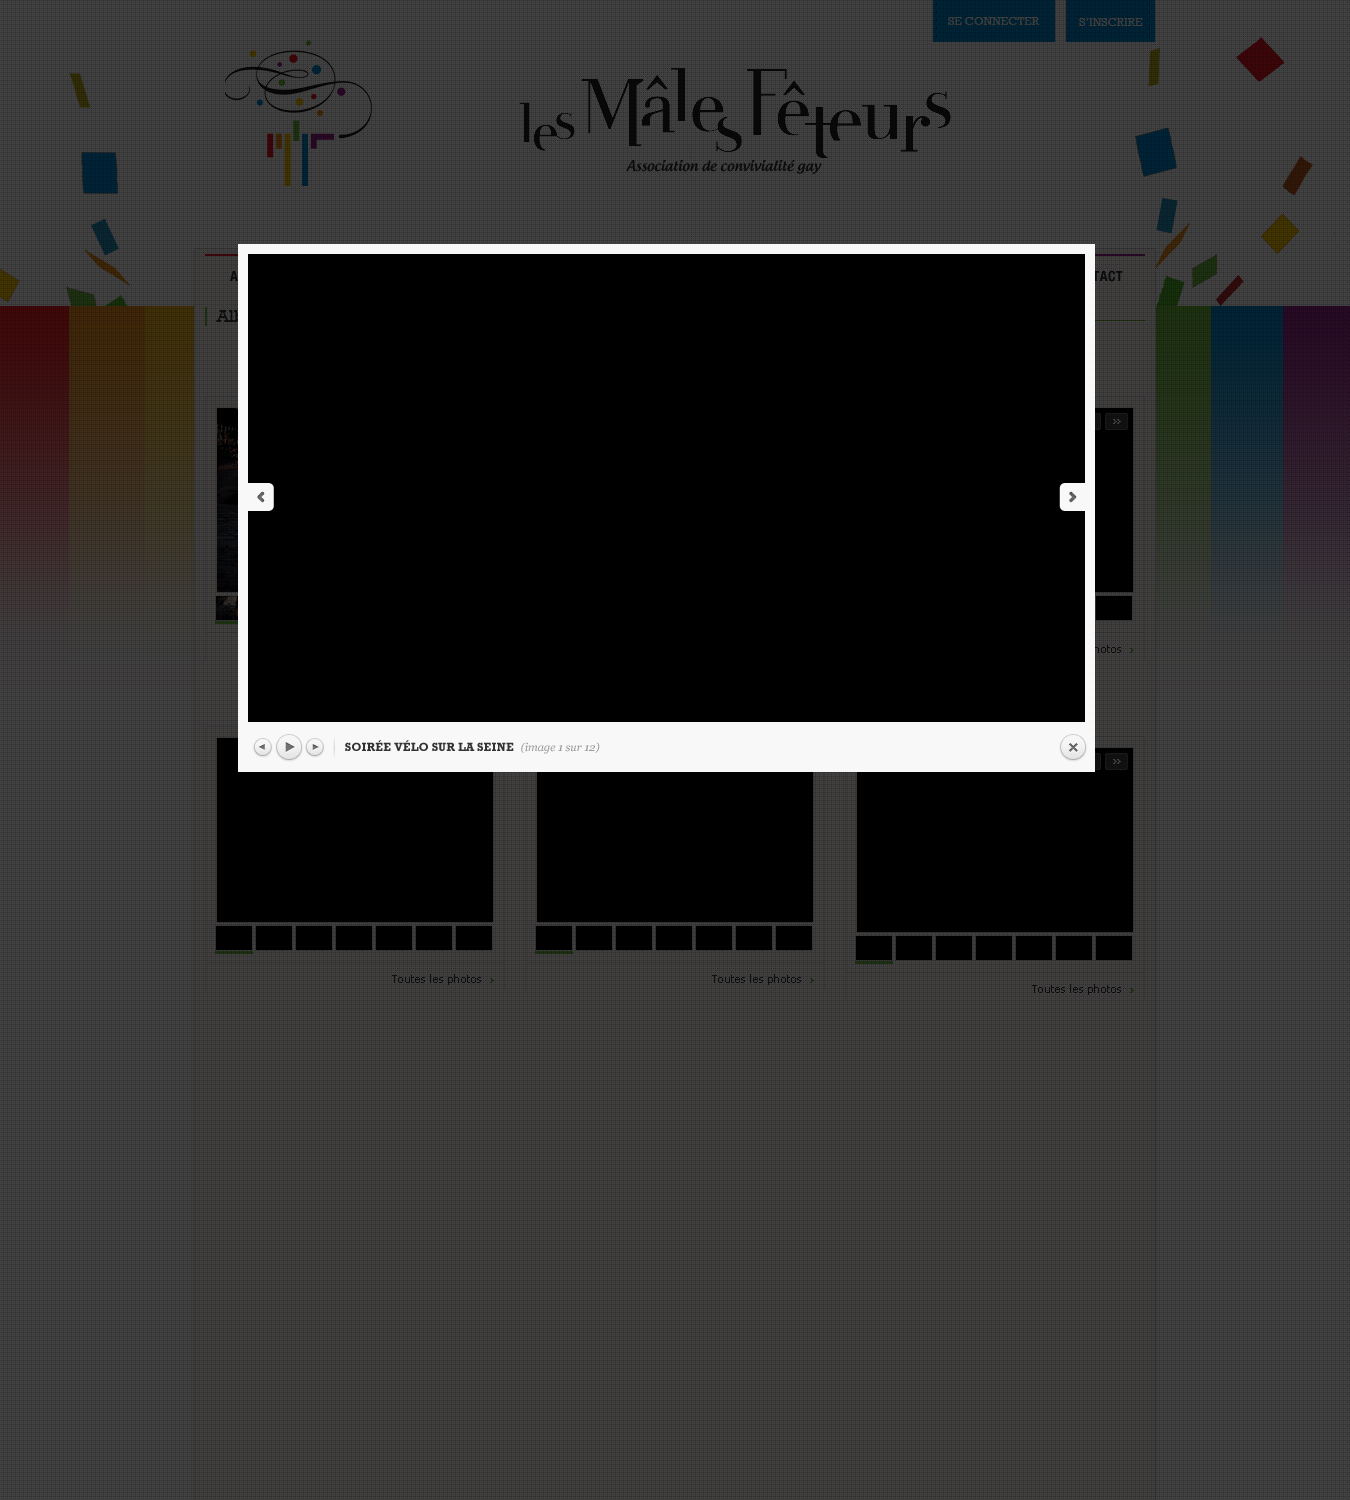 SE CONNECTER
S'INSCRIRE
les Mâles Fêteurs
Association de convivialité gay
SOIRÉE VÉLO SUR LA SEINE (image 1 sur 12)
Toutes les photos
Toutes les photos
Toutes les photos